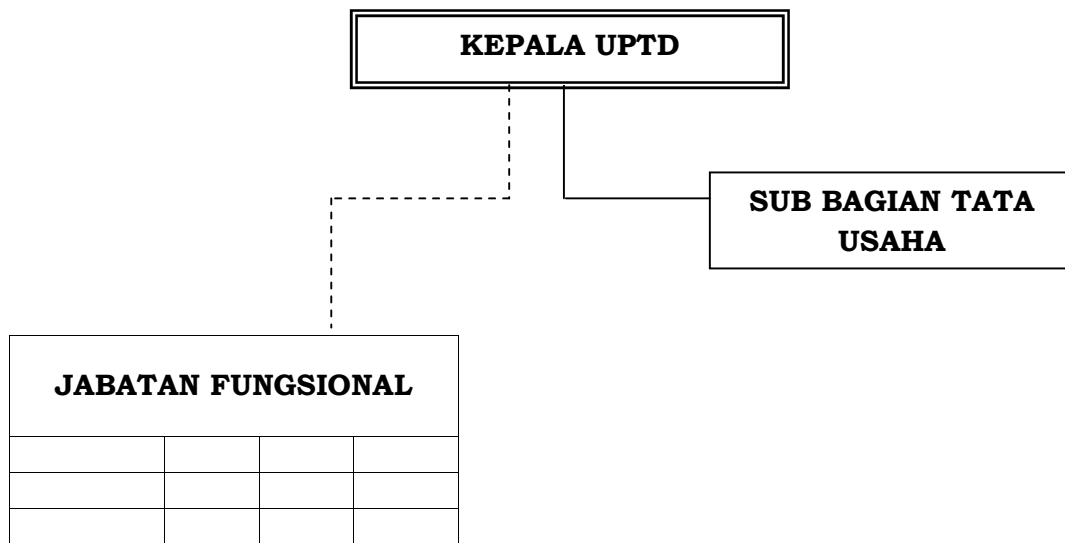 KEPALA UPTD
SUB BAGIAN TATA
USAHA
JABATAN FUNGSIONAL